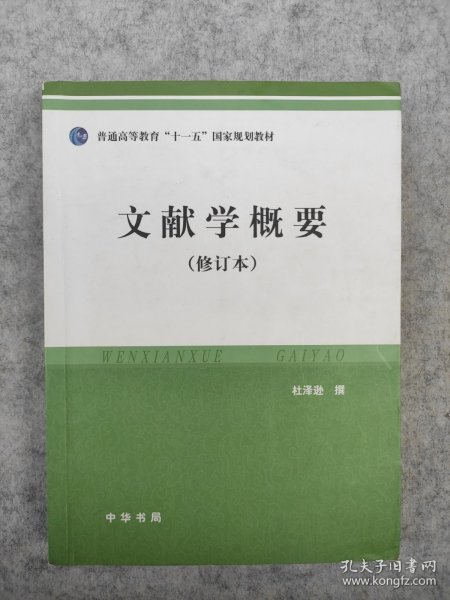 普通高等教育“十一五”国家规划教材
文献学概要
（修订本）
WENXIANXUE GAIYAO
杜泽逊 撰
中华书局
孔夫子旧书网
www.kongfz.com